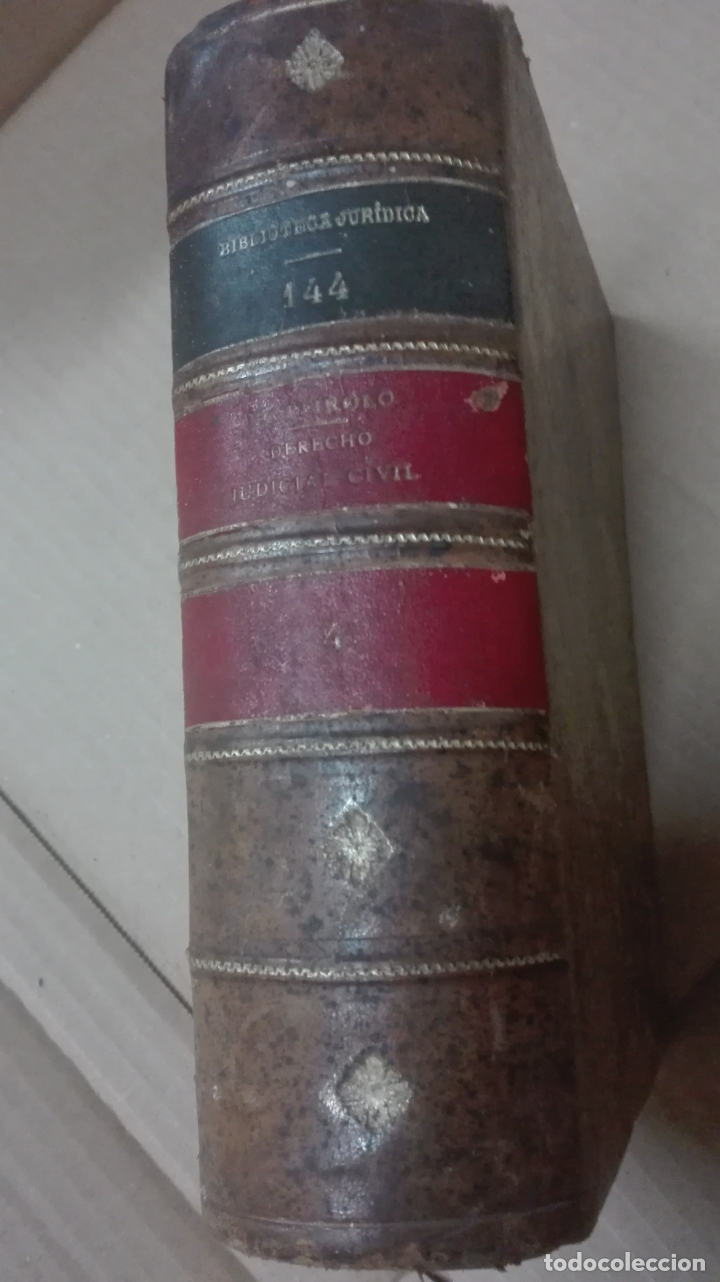 BIBLIOTECA JURÍDICA
144
DERECHO
JUDICIAL CIVIL
4
todocoleccion